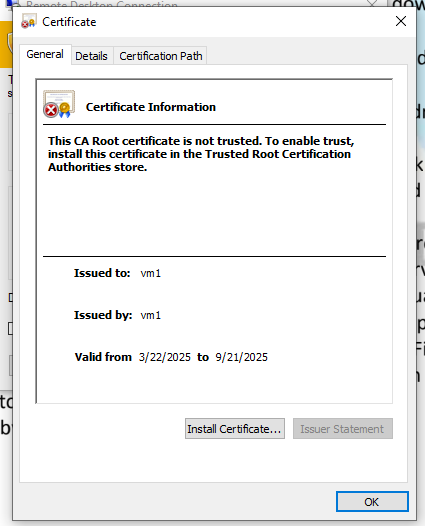 Remote Desktop Connection
Certificate
General Details Certification Path
Certificate Information
This CA Root certificate is not trusted. To enable trust,
install this certificate in the Trusted Root Certification
Authorities store.
Issued to: vm1
Issued by: vm1
Valid from 3/22/2025 to 9/21/2025
Install Certificate... Issuer Statement
OK